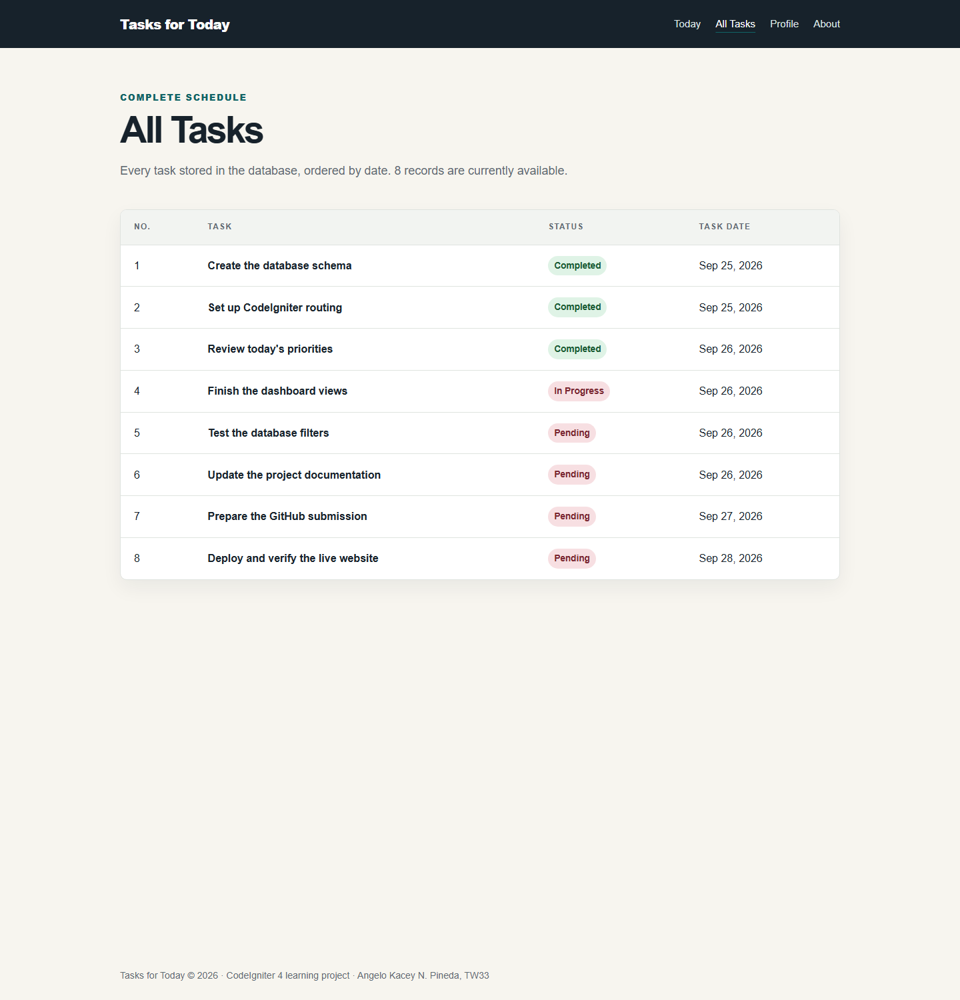 Tasks for Today
Today All Tasks Profile About
COMPLETE SCHEDULE
All Tasks
Every task stored in the database, ordered by date. 8 records are currently available.
NO. TASK STATUS TASK DATE
1 Create the database schema Completed Sep 25, 2026
2 Set up CodeIgniter routing Completed Sep 25, 2026
3 Review today's priorities Completed Sep 26, 2026
4 Finish the dashboard views In Progress Sep 26, 2026
5 Test the database filters Pending Sep 26, 2026
6 Update the project documentation Pending Sep 26, 2026
7 Prepare the GitHub submission Pending Sep 27, 2026
8 Deploy and verify the live website Pending Sep 28, 2026
Tasks for Today © 2026 · CodeIgniter 4 learning project · Angelo Kacey N. Pineda, TW33